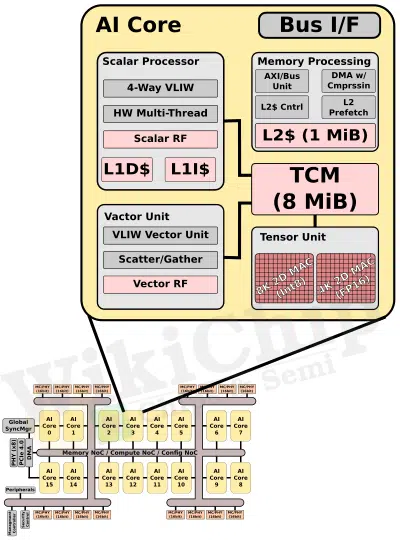 AI Core
Bus I/F
Scalar Processor
4-Way VLIW
HW Multi-Thread
Scalar RF
L1D$
L1I$
Memory Processing
AXI/Bus
Unit
DMA w/
Cmprssin
L2$ Cntrl
L2
Prefetch
L2$ (1 MiB)
TCM
(8 MiB)
Vactor Unit
VLIW Vector Unit
Scatter/Gather
Vector RF
Tensor Unit
8K 2D MAC
(Int8)
4K 2D MAC
(FP16)
WikiChip
Semi
MC/PHY
(16bit)
MC/PHY
(16bit)
MC/PHY
(16bit)
MC/PHY
(16bit)
MC/PHY
(16bit)
MC/PHY
(16bit)
MC/PHY
(16bit)
MC/PHY
(16bit)
Global
SyncMgr
AI
Core
0
AI
Core
1
AI
Core
2
AI
Core
3
AI
Core
4
AI
Core
5
AI
Core
6
AI
Core
7
Memory NoC / Compute NoC / Config NoC
PHY (x8)
PCIe 4.0
DMA
AI
Core
15
AI
Core
14
AI
Core
13
AI
Core
12
AI
Core
11
AI
Core
10
AI
Core
9
AI
Core
8
Peripherals
MC/PHY
(16bit)
MC/PHY
(16bit)
MC/PHY
(16bit)
MC/PHY
(16bit)
MC/PHY
(16bit)
MC/PHY
(16bit)
MC/PHY
(16bit)
MC/PHY
(16bit)
Management
Controller
Security
Control